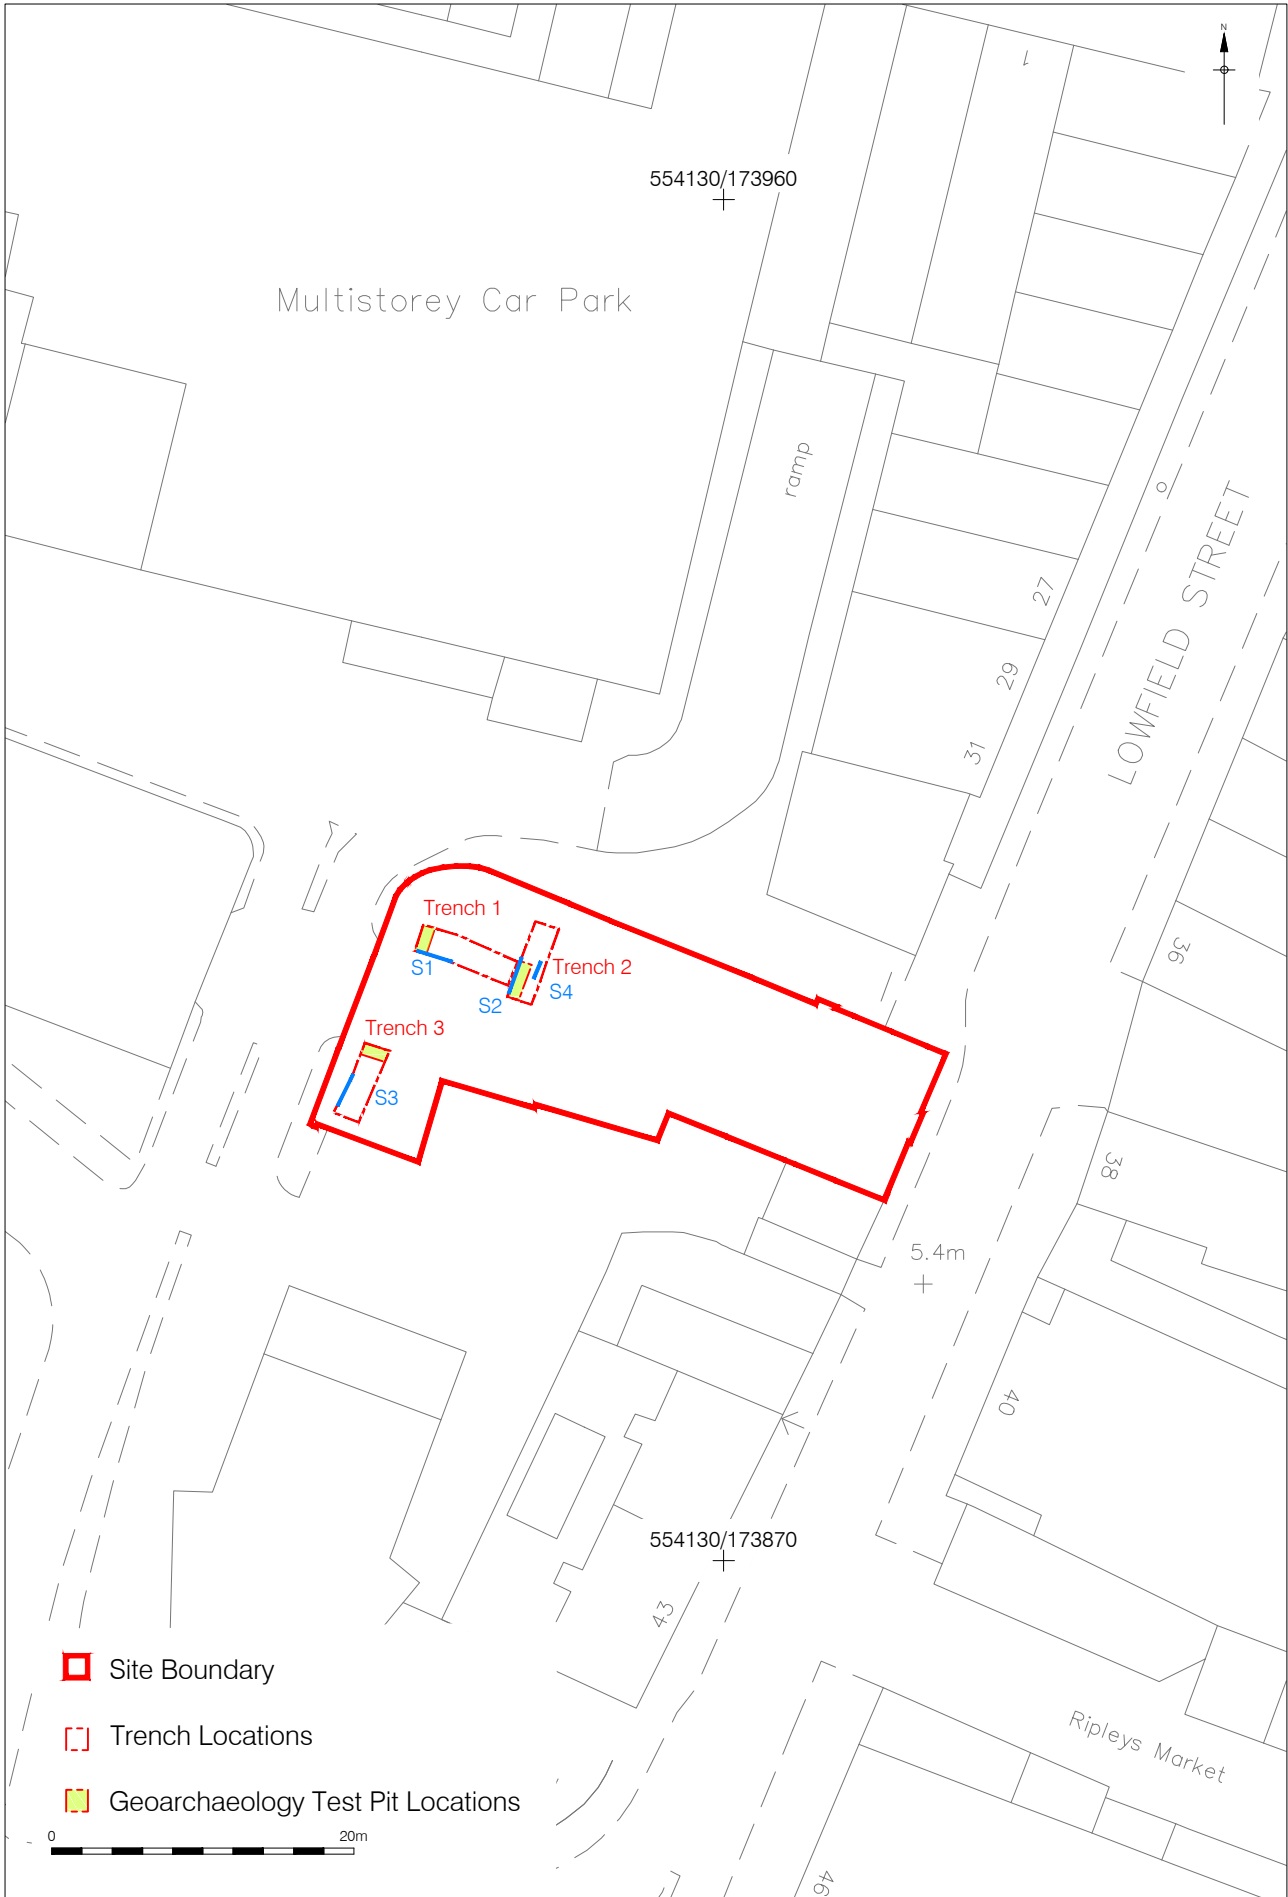 N
1
554130/173960
Multistorey Car Park
ramp
LOWFIELD STREET
27
29
31
Trench 1
S1
Trench 2
S4
S2
36
Trench 3
S3
38
5.4m
40
554130/173870
43
Site Boundary
Trench Locations
Ripleys Market
Geoarchaeology Test Pit Locations
0 20m
46